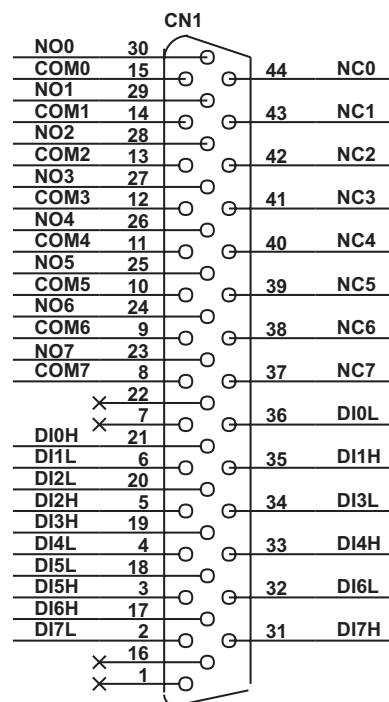 CN1
NO0 30
COM0 15 44 NC0
NO1 29
COM1 14 43 NC1
NO2 28
COM2 13 42 NC2
NO3 27
COM3 12 41 NC3
NO4 26
COM4 11 40 NC4
NO5 25
COM5 10 39 NC5
NO6 24
COM6 9 38 NC6
NO7 23
COM7 8 37 NC7
22
7 36 DI0L
DI0H 21
DI1L 6 35 DI1H
DI2L 20
DI2H 5 34 DI3L
DI3H 19
DI4L 4 33 DI4H
DI5L 18
DI5H 3 32 DI6L
DI6H 17
DI7L 2 31 DI7H
16
1